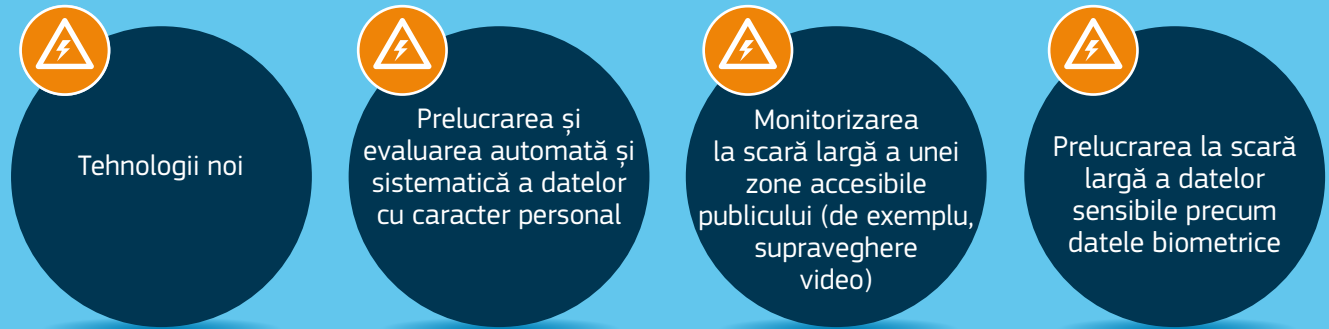 Tehnologii noi
Prelucrarea și
evaluarea automată și
sistematică a datelor
cu caracter personal
Monitorizarea
la scară largă a unei
zone accesibile
publicului (de exemplu,
supraveghere
video)
Prelucrarea la scară
largă a datelor
sensibile precum
datele biometrice